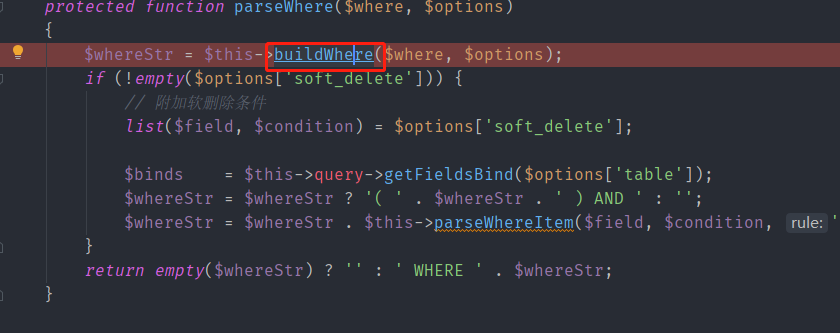 protected function parseWhere($where, $options)
{
$whereStr = $this->buildWhere($where, $options);
if (!empty($options['soft_delete'])) {
// 附加软删除条件
list($field, $condition) = $options['soft_delete'];
$binds    = $this->query->getFieldsBind($options['table']);
$whereStr = $whereStr ? '( ' . $whereStr . ' ) AND ' : '';
$whereStr = $whereStr . $this->parseWhereItem($field, $condition, rule: '
}
return empty($whereStr) ? '' : ' WHERE ' . $whereStr;
}